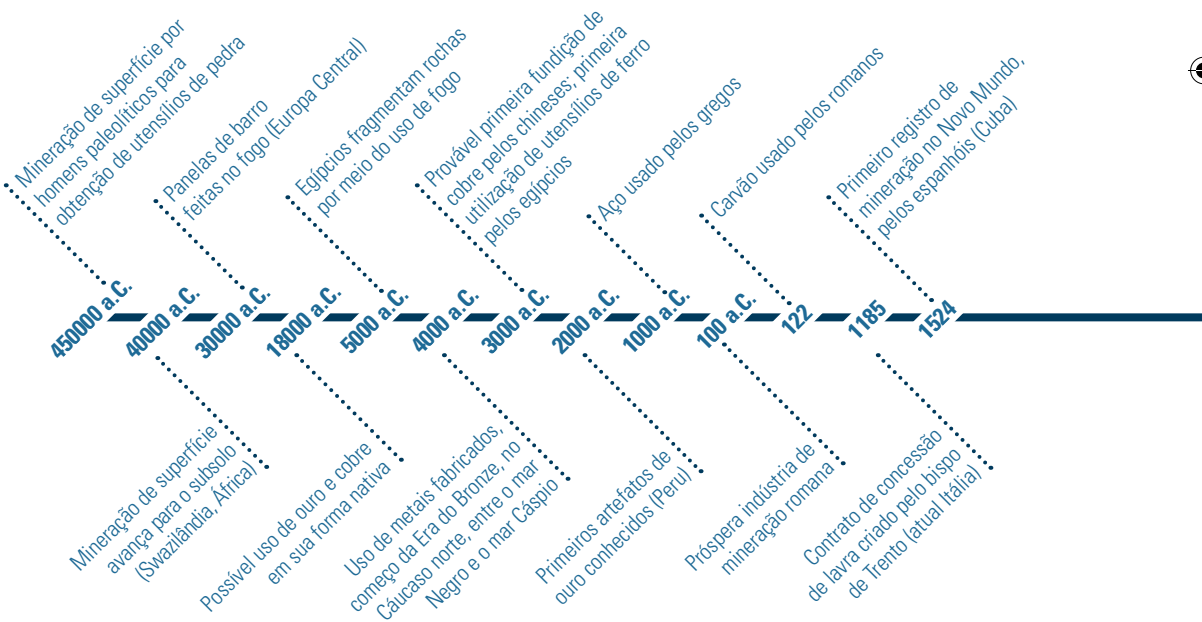 Mineração de superfície por
homens paleolíticos para
obtenção de utensílios de pedra
Panelas de barro
feitas no fogo (Europa Central)
Egípcios fragmentam rochas
por meio do uso de fogo
Provável primeira fundição de
cobre pelos chineses; primeira
utilização de utensílios de ferro
pelos egípcios
Aço usado pelos gregos
Carvão usado pelos romanos
Primeiro registro de
mineração no Novo Mundo,
pelos espanhóis (Cuba)
450000 a.C.
40000 a.C.
30000 a.C.
18000 a.C.
5000 a.C.
4000 a.C.
3000 a.C.
2000 a.C.
1000 a.C.
100 a.C.
122
1185
1524
Mineração de superfície
avança para o subsolo
(Swazilândia, África)
Possível uso de ouro e cobre
em sua forma nativa
Uso de metais fabricados,
começo da Era do Bronze, no
Cáucaso norte, entre o mar
Negro e o mar Cáspio
Primeiros artefatos de
ouro conhecidos (Peru)
Próspera indústria de
mineração romana
Contrato de concessão
de lavra criado pelo bispo
de Trento (atual Itália)